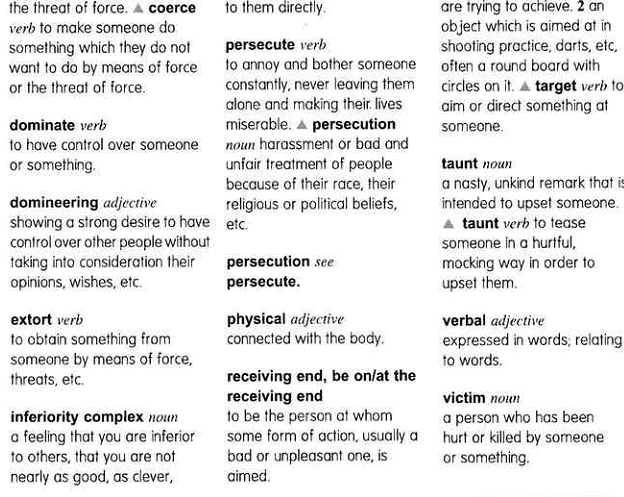 the threat of force. ▲ coerce
verb to make someone do
something which they do not
want to do by means of force
or the threat of force.
dominate verb
to have control over someone
or something.
domineering adjective
showing a strong desire to have
control over other people without
taking into consideration their
opinions, wishes, etc.
extort verb
to obtain something from
someone by means of force,
threats, etc.
inferiority complex noun
a feeling that you are inferior
to others, that you are not
nearly as good, as clever,
to them directly.
persecute verb
to annoy and bother someone
constantly, never leaving them
alone and making their lives
miserable. ▲ persecution
noun harassment or bad and
unfair treatment of people
because of their race, their
religious or political beliefs,
etc.
persecution see
persecute.
physical adjective
connected with the body.
receiving end, be on/at the
receiving end
to be the person at whom
some form of action, usually a
bad or unpleasant one, is
aimed.
are trying to achieve. 2 an
object which is aimed at in
shooting practice, darts, etc,
often a round board with
circles on it. ▲ target verb to
aim or direct something at
someone.
taunt noun
a nasty, unkind remark that is
intended to upset someone.
▲ taunt verb to tease
someone in a hurtful,
mocking way in order to
upset them.
verbal adjective
expressed in words; relating
to words.
victim noun
a person who has been
hurt or killed by someone
or something.